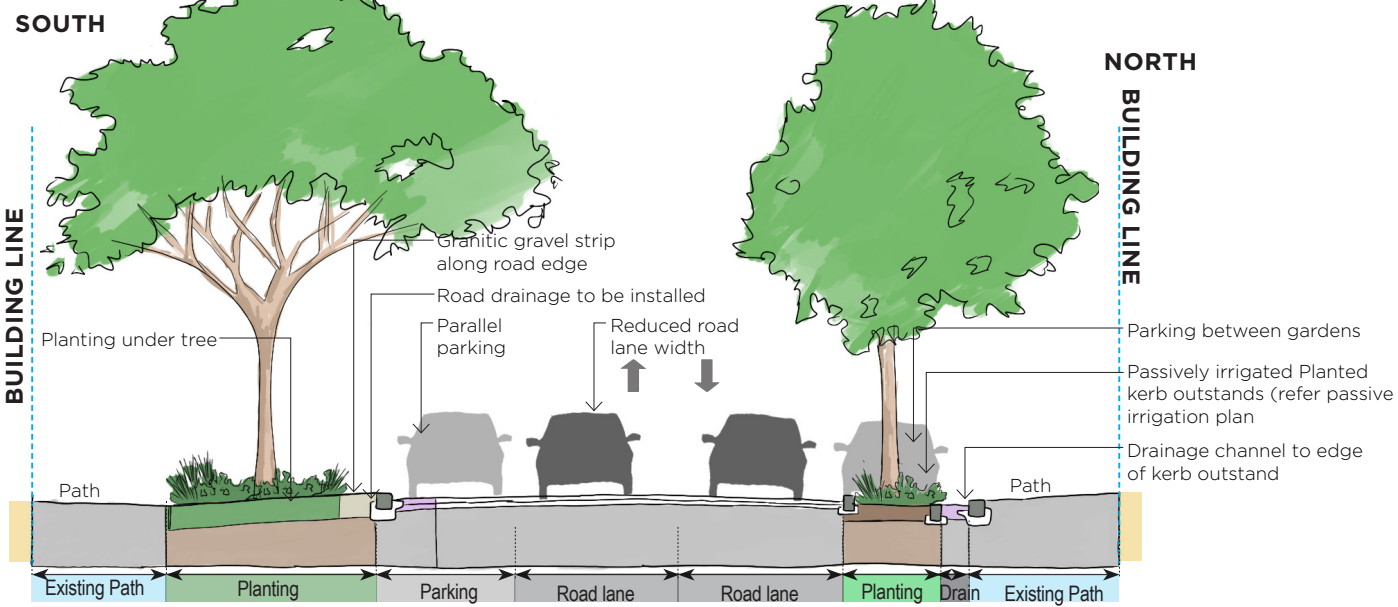 SOUTH
NORTH
BUILDING LINE
BUILDING LINE
Granitic gravel strip
along road edge
Road drainage to be installed
Parallel
parking
Reduced road
lane width
Planting under tree
Parking between gardens
Passively irrigated Planted
kerb outstands (refer passive
irrigation plan
Drainage channel to edge
of kerb outstand
Path
Path
Existing Path
Planting
Parking
Road lane
Road lane
Planting
Drain
Existing Path